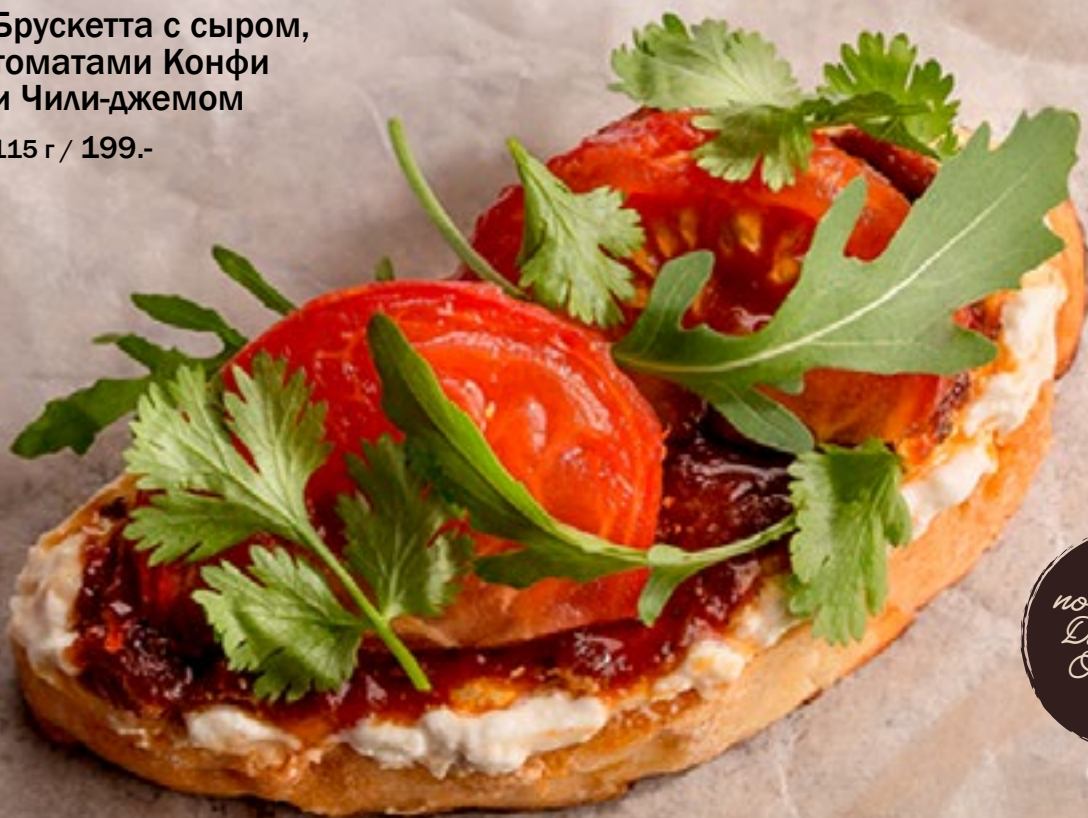 Брускетта с сыром,
томатами Конфи
и Чили-джемом
115 г / 199.-